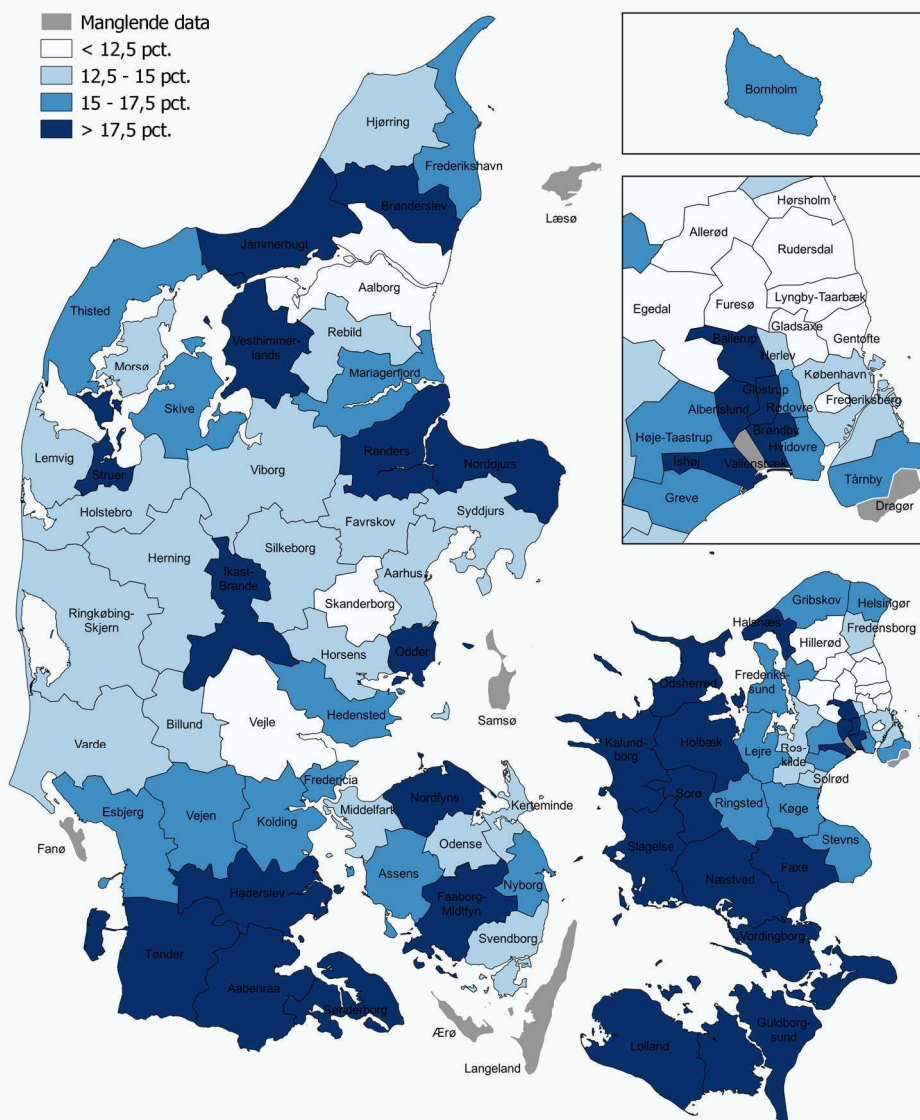 Manglende data
< 12,5 pct.
12,5 - 15 pct.
15 - 17,5 pct.
> 17,5 pct.
Hjørring
Frederikshavn
Læsø
Brønderslev
Jammerbugt
Aalborg
Thisted
Vesthimmer-
lands
Rebild
Morsø
Mariagerfjord
Skive
Lemvig
Struer
Viborg
Randers
Norddjurs
Holstebro
Favrskov
Syddjurs
Herning
Silkeborg
Ikast-
Brande
Aarhus
Skanderborg
Ringkøbing-
Skjern
Horsens
Odder
Samsø
Hedensted
Billund
Vejle
Varde
Fredericia
Esbjerg
Vejen
Kolding
Fanø
Middelfart
Nordfyns
Kerteminde
Odense
Assens
Nyborg
Faaborg-
Midtfyn
Svendborg
Haderslev
Tønder
Aabenraa
Sønderborg
Ærø
Langeland
Bornholm
Hørsholm
Allerød
Rudersdal
Egedal
Furesø
Lyngby-Taarbæk
Gladsaxe
Gentofte
Ballerup
Herlev
København
Glostrup
Frederiksberg
Albertslund
Rødovre
Brøndby
Høje-Taastrup
Hvidovre
Ishøj
Vallensbæk
Tårnby
Greve
Dragør
Gribskov
Helsingør
Halsnæs
Fredensborg
Hillerød
Frederiks-
sund
Odsherred
Kalund-
borg
Holbæk
Lejre
Ros-
kilde
Solrød
Sorø
Ringsted
Køge
Stevns
Slagelse
Næstved
Faxe
Vordingborg
Guldborg-
sund
Lolland